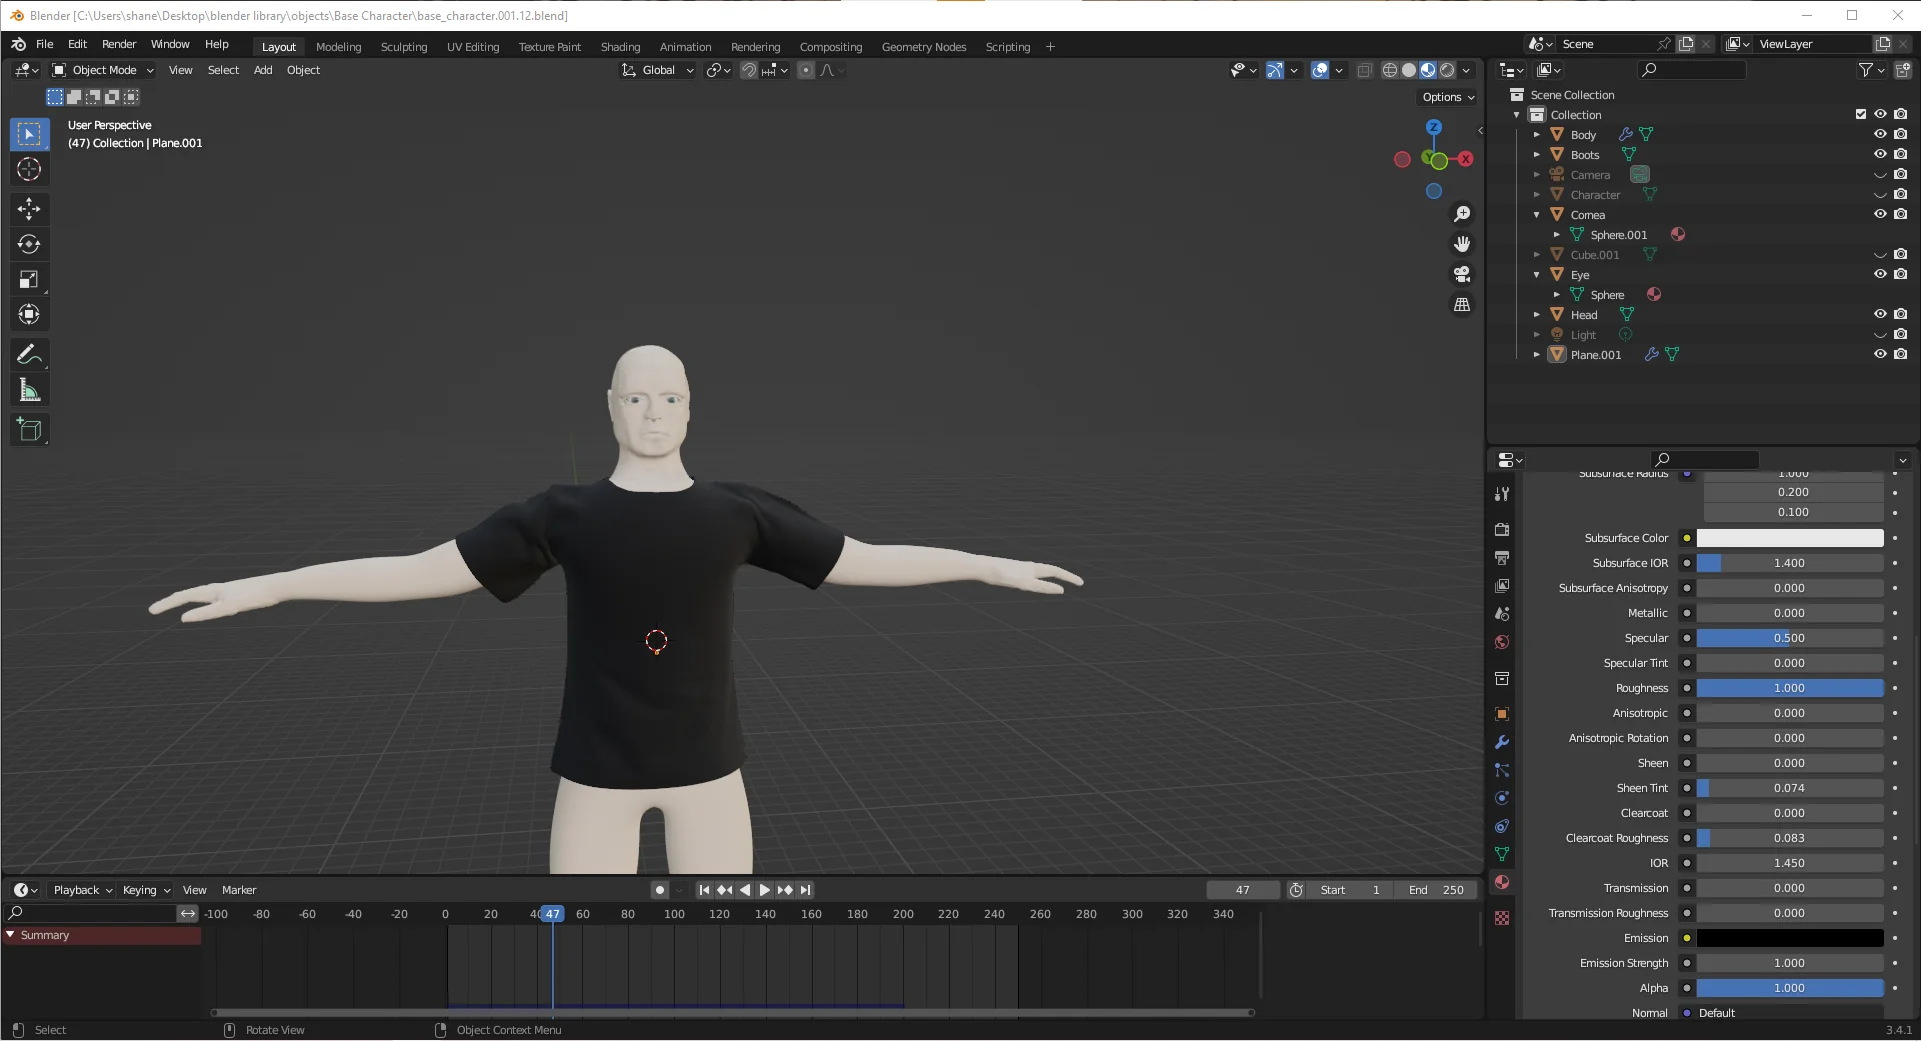 Blender [C:\Users\shane\Desktop\blender library\objects\Base Character\base_character.001.12.blend]
File Edit Render Window Help Layout Modeling Sculpting UV Editing Texture Paint Shading Animation Rendering Compositing Geometry Nodes Scripting + Scene ViewLayer
Object Mode View Select Add Object Global
Options
User Perspective
(47) Collection | Plane.001
Z
Y
X
Scene Collection
Collection
Body
Boots
Camera
Character
Cornea
Sphere.001
Cube.001
Eye
Sphere
Head
Light
Plane.001
Subsurface Radius 1.000
0.200
0.100
Subsurface Color
Subsurface IOR 1.400
Subsurface Anisotropy 0.000
Metallic 0.000
Specular 0.500
Specular Tint 0.000
Roughness 1.000
Anisotropic 0.000
Anisotropic Rotation 0.000
Sheen 0.000
Sheen Tint 0.074
Clearcoat 0.000
Clearcoat Roughness 0.083
IOR 1.450
Transmission 0.000
Transmission Roughness 0.000
Emission
Emission Strength 1.000
Alpha 1.000
Normal Default
Playback Keying View Marker 47 Start 1 End 250
-100 -80 -60 -40 -20 0 20 40 47 60 80 100 120 140 160 180 200 220 240 260 280 300 320 340
Summary
Select Rotate View Object Context Menu 3.4.1